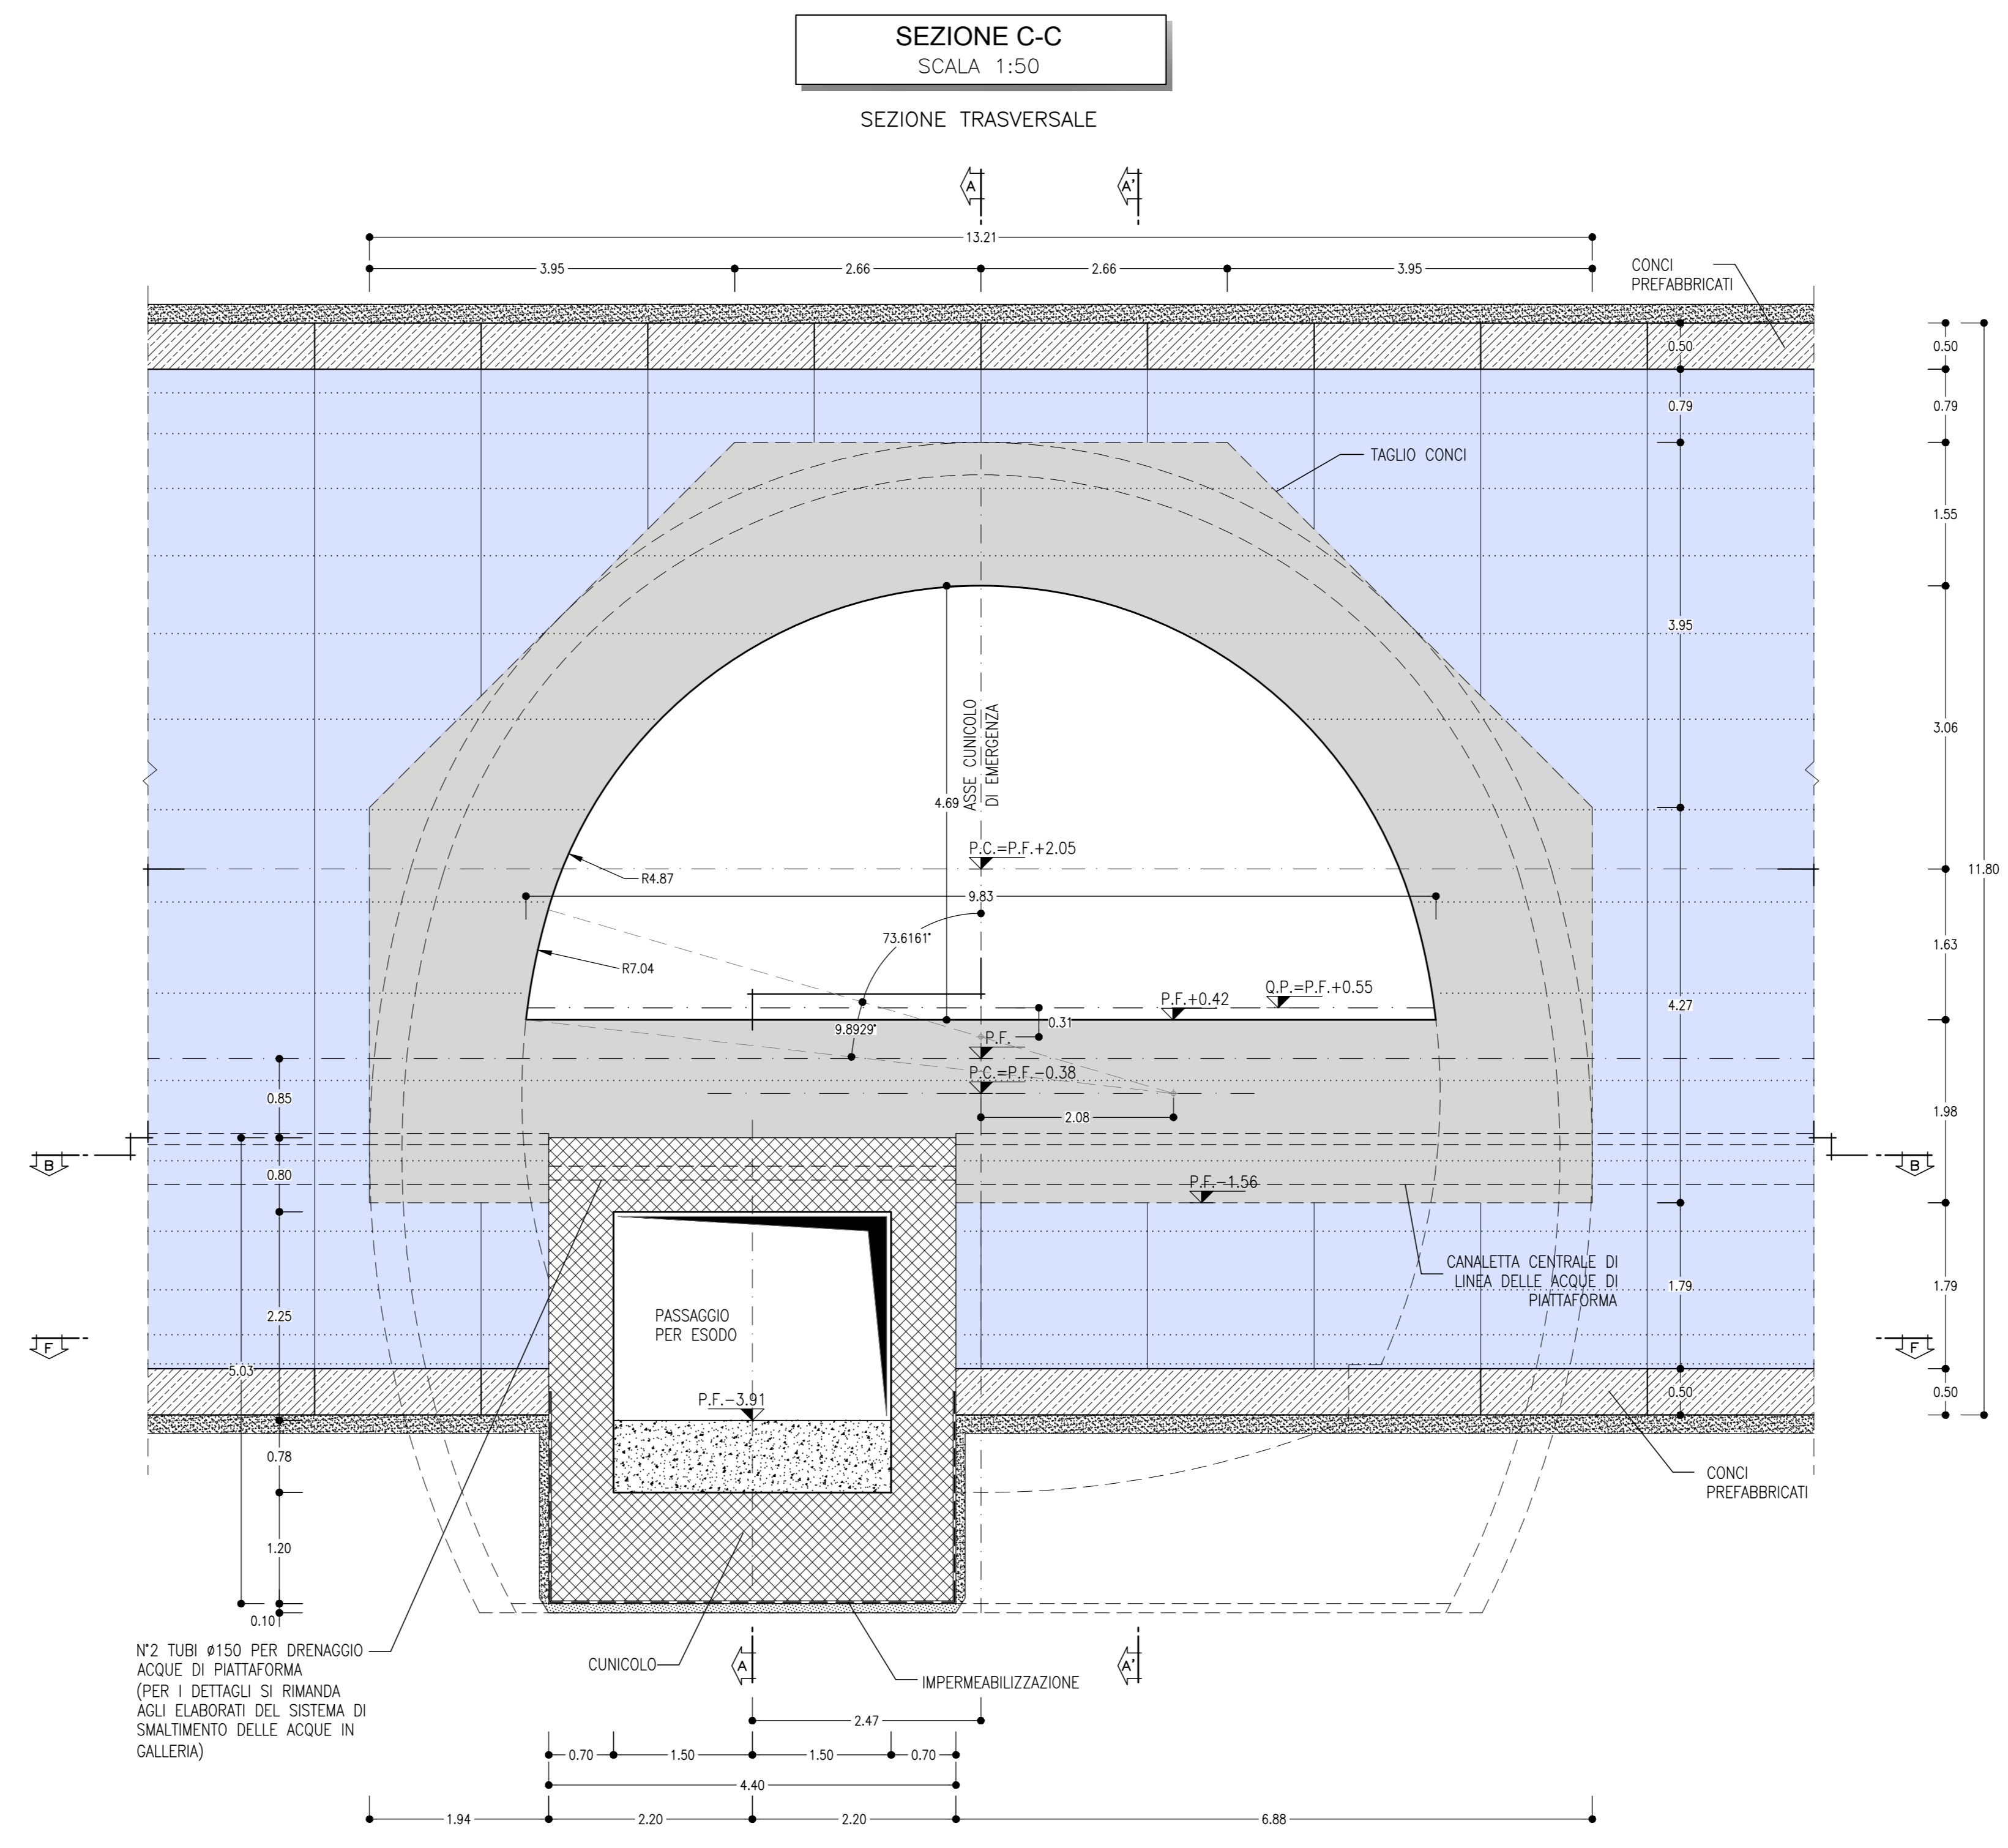 SEZIONE C-C
SCALA 1:50
SEZIONE TRASVERSALE
A
A'
13.21
3.95
2.66
2.66
3.95
CONCI
PREFABBRICATI
0.50
0.50
0.79
0.79
TAGLIO CONCI
1.55
3.95
ASSE CUNICOLO
DI EMERGENZA
3.06
4.69
P.C.=P.F.+2.05
11.80
R4.87
9.83
73.6161°
1.63
R7.04
Q.P.=P.F.+0.55
P.F.+0.42
4.27
0.31
9.8929°
P.F.
P.C.=P.F.-0.38
0.85
1.98
2.08
B
B
0.80
P.F.-1.56
CANALETTA CENTRALE DI
LINEA DELLE ACQUE DI
PIATTAFORMA
1.79
1.79
PASSAGGIO
PER ESODO
2.25
F
F
5.03
0.50
0.50
P.F.-3.91
0.78
CONCI
PREFABBRICATI
1.20
0.10
N°2 TUBI ø150 PER DRENAGGIO
ACQUE DI PIATTAFORMA
(PER I DETTAGLI SI RIMANDA
AGLI ELABORATI DEL SISTEMA DI
SMALTIMENTO DELLE ACQUE IN
GALLERIA)
CUNICOLO
A
A'
IMPERMEABILIZZAZIONE
2.47
0.70
1.50
1.50
0.70
4.40
1.94
2.20
2.20
6.88